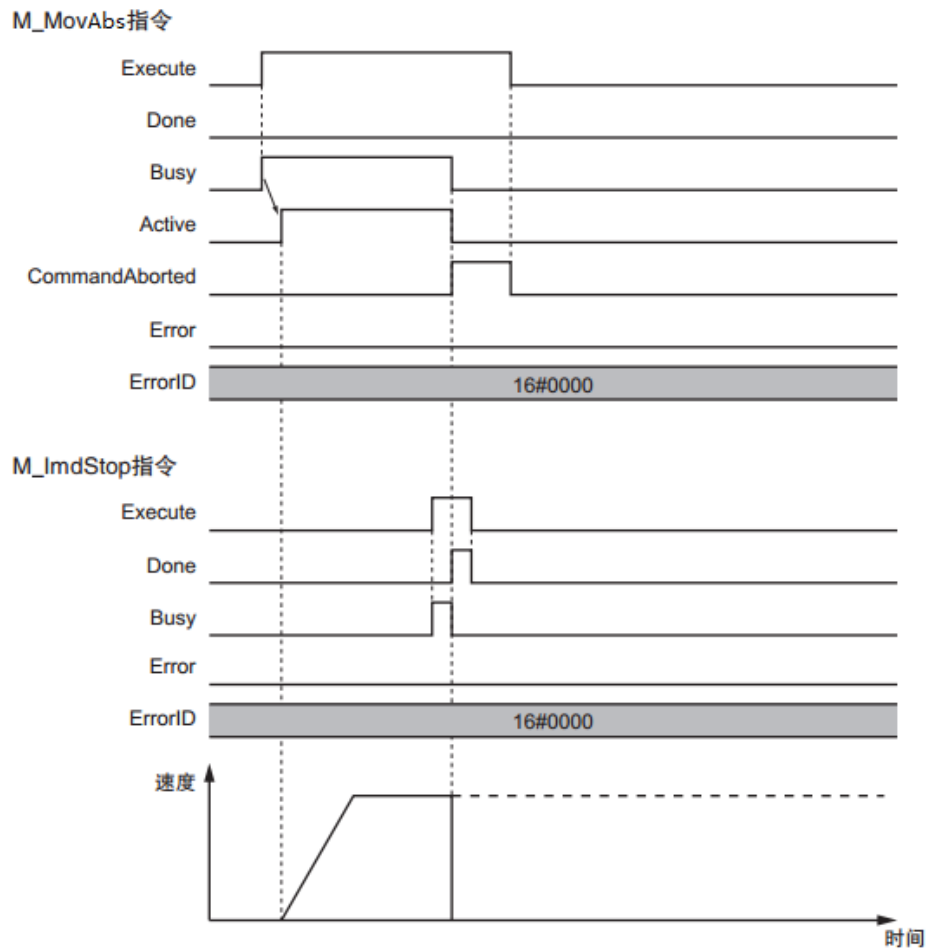 M_MovAbs指令
Execute
Done
Busy
Active
CommandAborted
Error
ErrorID
16#0000
M_ImdStop指令
Execute
Done
Busy
Error
ErrorID
16#0000
速度
时间